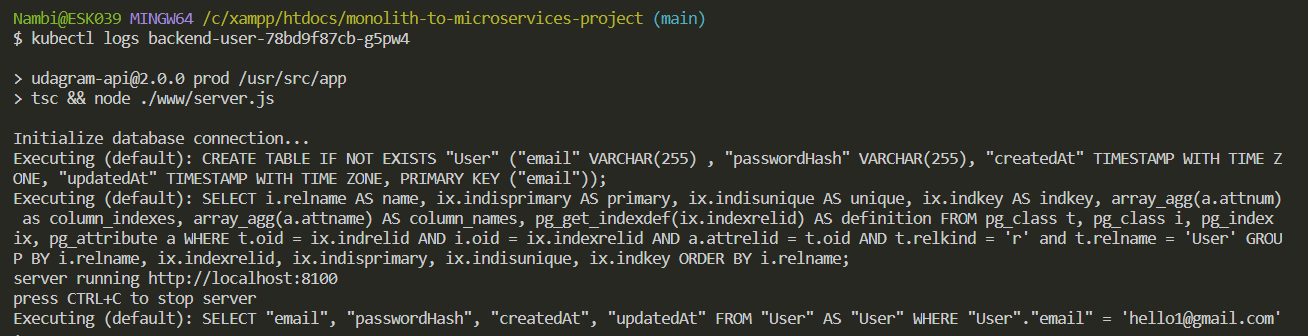 Nambi@ESK039 MINGW64 /c/xampp/htdocs/monolith-to-microservices-project (main)
$ kubectl logs backend-user-78bd9f87cb-g5pw4
> udagram-api@2.0.0 prod /usr/src/app
> tsc && node ./www/server.js
Initialize database connection...
Executing (default): CREATE TABLE IF NOT EXISTS "User" ("email" VARCHAR(255) , "passwordHash" VARCHAR(255), "createdAt" TIMESTAMP WITH TIME Z
ONE, "updatedAt" TIMESTAMP WITH TIME ZONE, PRIMARY KEY ("email"));
Executing (default): SELECT i.relname AS name, ix.indisprimary AS primary, ix.indisunique AS unique, ix.indkey AS indkey, array_agg(a.attnum)
 as column_indexes, array_agg(a.attname) AS column_names, pg_get_indexdef(ix.indexrelid) AS definition FROM pg_class t, pg_class i, pg_index
ix, pg_attribute a WHERE t.oid = ix.indrelid AND i.oid = ix.indexrelid AND a.attrelid = t.oid AND t.relkind = 'r' and t.relname = 'User' GROU
P BY i.relname, ix.indexrelid, ix.indisprimary, ix.indisunique, ix.indkey ORDER BY i.relname;
server running http://localhost:8100
press CTRL+C to stop server
Executing (default): SELECT "email", "passwordHash", "createdAt", "updatedAt" FROM "User" AS "User" WHERE "User"."email" = 'hello1@gmail.com'